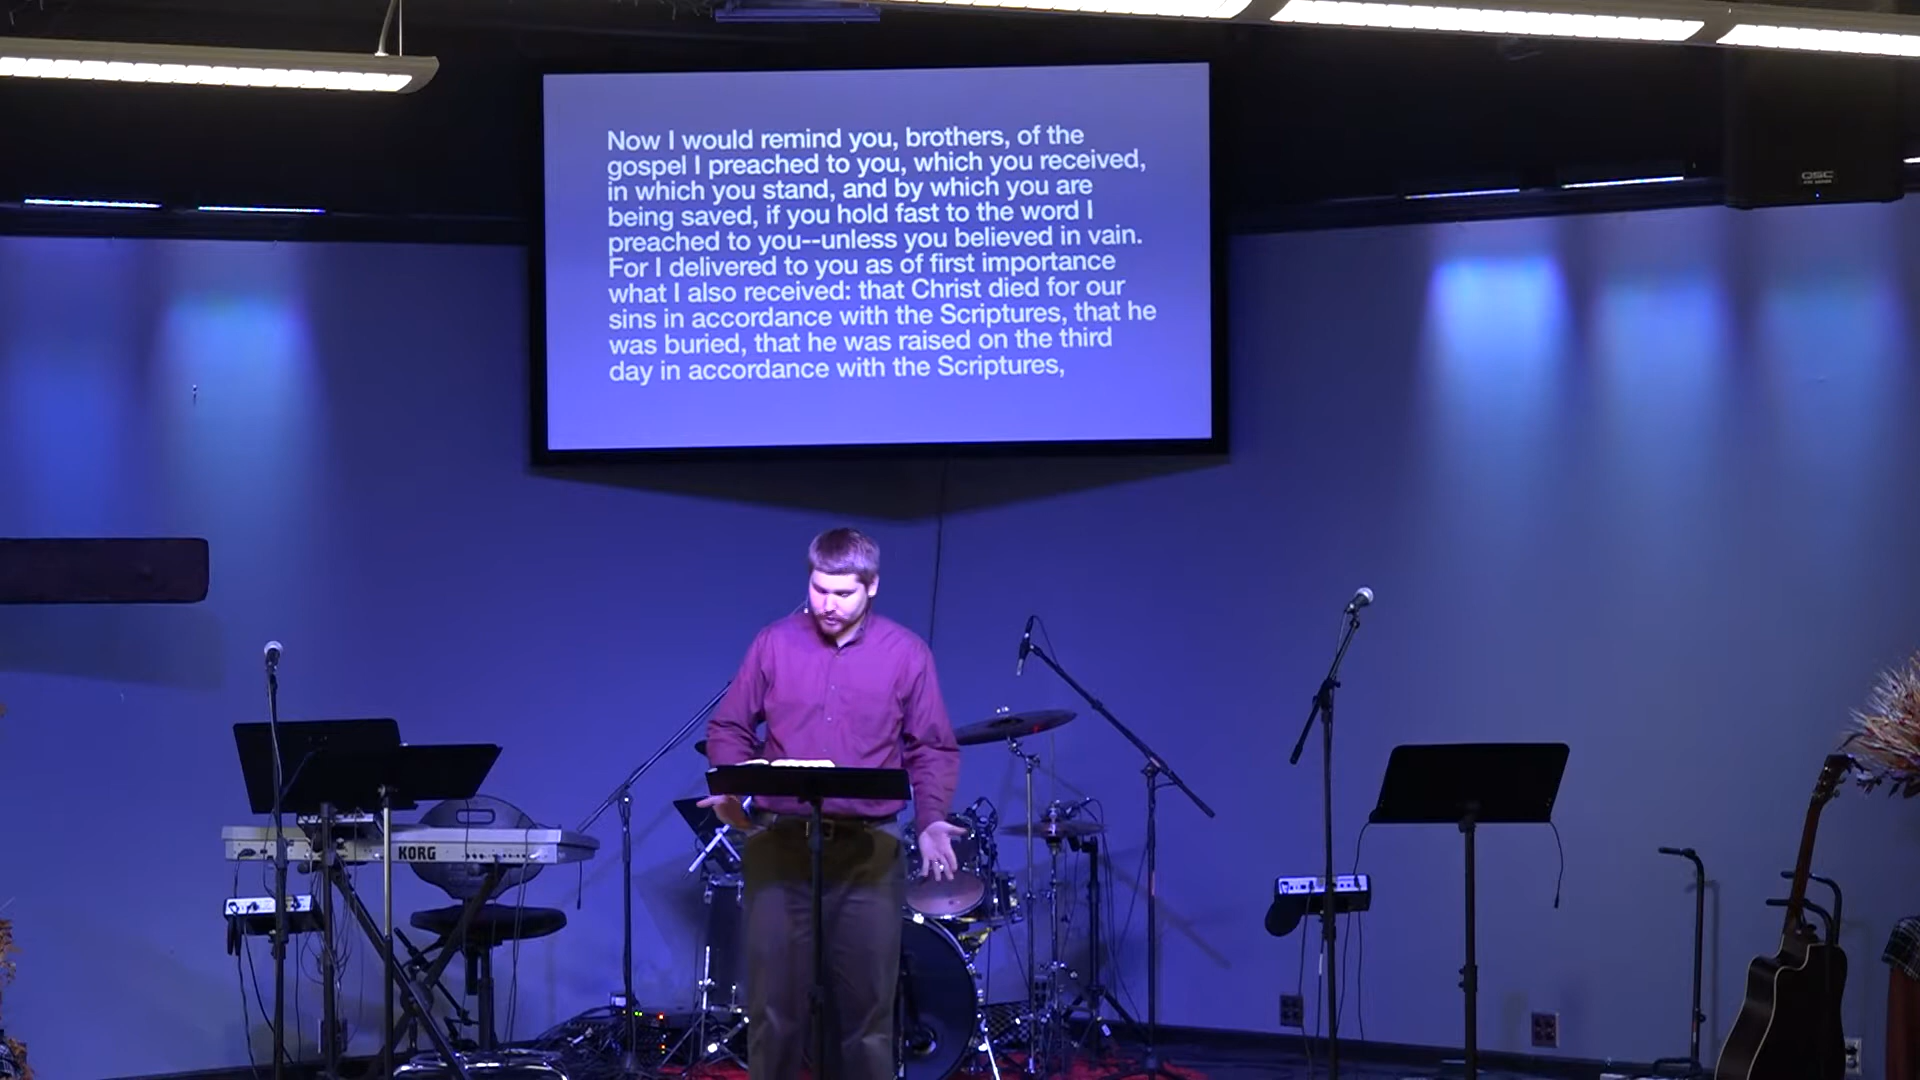 Now I would remind you, brothers, of the
gospel I preached to you, which you received,
in which you stand, and by which you are
being saved, if you hold fast to the word I
preached to you--unless you believed in vain.
For I delivered to you as of first importance
what I also received: that Christ died for our
sins in accordance with the Scriptures, that he
was buried, that he was raised on the third
day in accordance with the Scriptures,
QSC
KORG